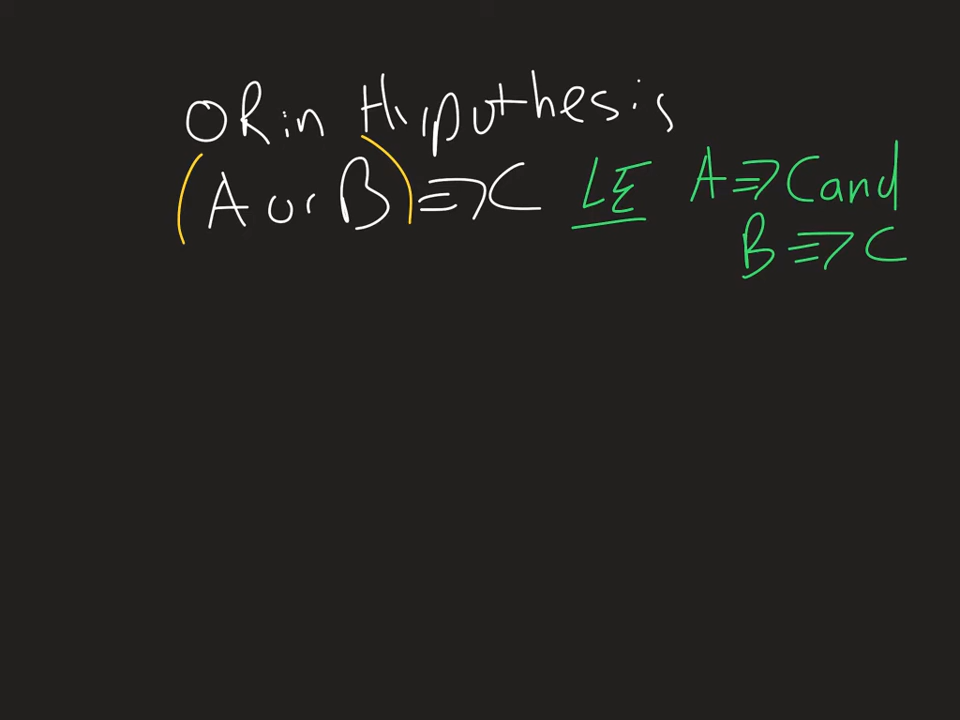 OR in Hypothesis
(A or B) => C LE A => C and
B => C